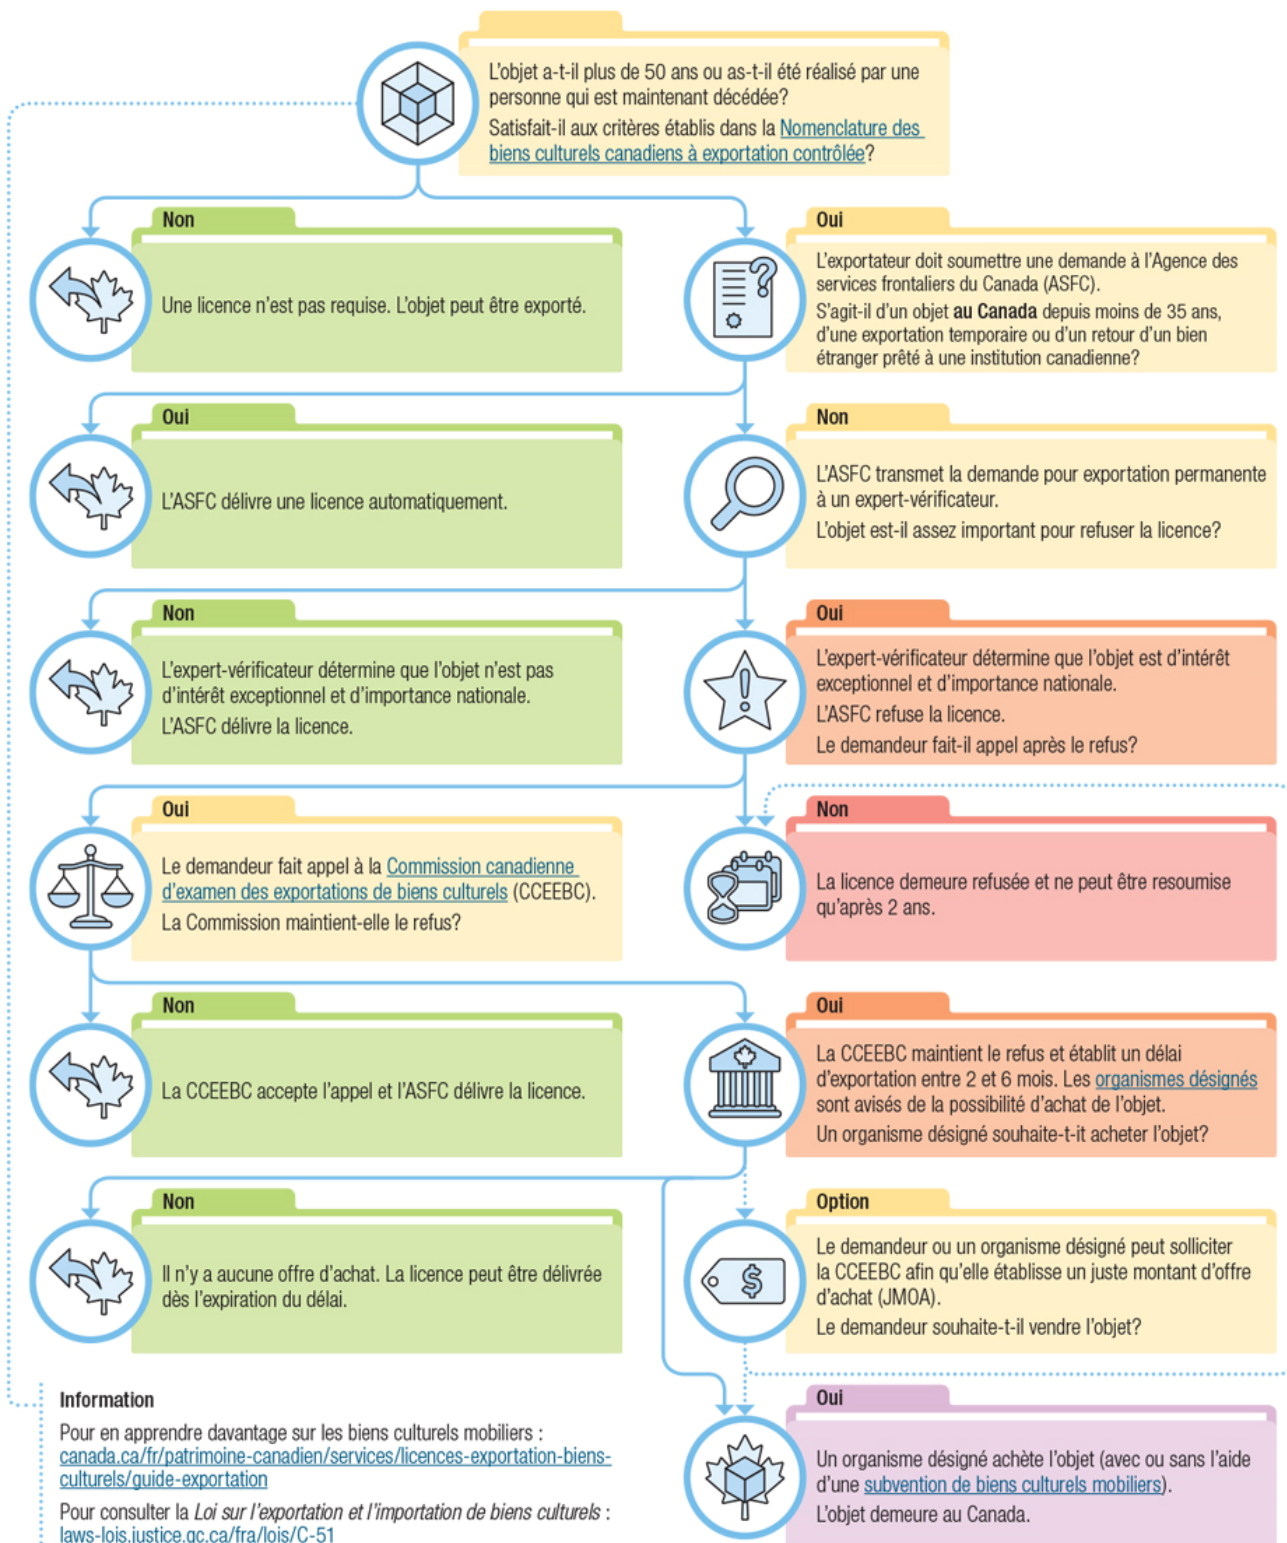 L'objet a-t-il plus de 50 ans ou as-t-il été réalisé par une
personne qui est maintenant décédée?
Satisfait-il aux critères établis dans la Nomenclature des
biens culturels canadiens à exportation contrôlée?
Non
Une licence n'est pas requise. L'objet peut être exporté.
Oui
L'exportateur doit soumettre une demande à l'Agence des
services frontaliers du Canada (ASFC).
S'agit-il d'un objet au Canada depuis moins de 35 ans,
d'une exportation temporaire ou d'un retour d'un bien
étranger prêté à une institution canadienne?
Oui
L'ASFC délivre une licence automatiquement.
Non
L'ASFC transmet la demande pour exportation permanente
à un expert-vérificateur.
L'objet est-il assez important pour refuser la licence?
Non
L'expert-vérificateur détermine que l'objet n'est pas
d'intérêt exceptionnel et d'importance nationale.
L'ASFC délivre la licence.
Oui
L'expert-vérificateur détermine que l'objet est d'intérêt
exceptionnel et d'importance nationale.
L'ASFC refuse la licence.
Le demandeur fait-il appel après le refus?
Oui
Le demandeur fait appel à la Commission canadienne
d'examen des exportations de biens culturels (CCEEBC).
La Commission maintient-elle le refus?
Non
La licence demeure refusée et ne peut être resoumise
qu'après 2 ans.
Non
La CCEEBC accepte l'appel et l'ASFC délivre la licence.
Oui
La CCEEBC maintient le refus et établit un délai
d'exportation entre 2 et 6 mois. Les organismes désignés
sont avisés de la possibilité d'achat de l'objet.
Un organisme désigné souhaite-t-it acheter l'objet?
Non
Il n'y a aucune offre d'achat. La licence peut être délivrée
dès l'expiration du délai.
Option
Le demandeur ou un organisme désigné peut solliciter
la CCEEBC afin qu'elle établisse un juste montant d'offre
d'achat (JMOA).
Le demandeur souhaite-t-il vendre l'objet?
$
Oui
Un organisme désigné achète l'objet (avec ou sans l'aide
d'une subvention de biens culturels mobiliers).
L'objet demeure au Canada.
Information
Pour en apprendre davantage sur les biens culturels mobiliers :
canada.ca/fr/patrimoine-canadien/services/licences-exportation-biens-
culturels/guide-exportation
Pour consulter la Loi sur l'exportation et l'importation de biens culturels :
laws-lois.justice.gc.ca/fra/lois/C-51